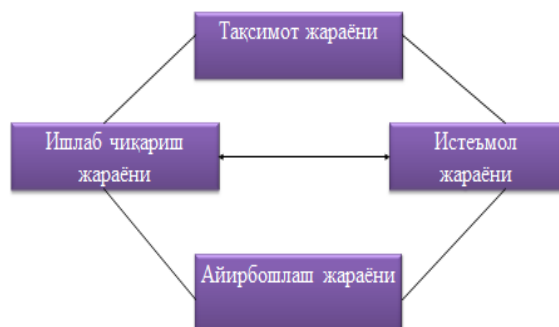 Тақсимот жараёни
Ишлаб чиқариш
жараёни
Истеъмол
жараёни
Айирбошлаш жараёни